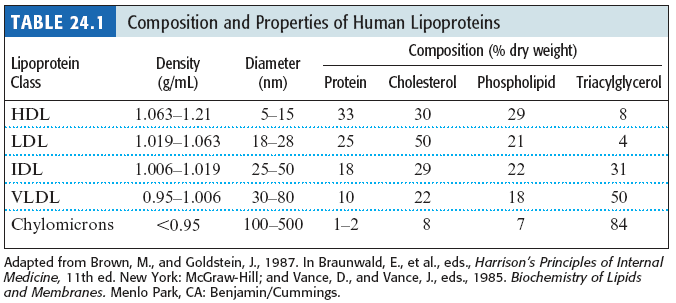 TABLE 24.1 Composition and Properties of Human Lipoproteins
Composition (% dry weight)
Lipoprotein Class Density (g/mL) Diameter (nm) Protein Cholesterol Phospholipid Triacylglycerol
HDL 1.063–1.21 5–15 33 30 29 8
LDL 1.019–1.063 18–28 25 50 21 4
IDL 1.006–1.019 25–50 18 29 22 31
VLDL 0.95–1.006 30–80 10 22 18 50
Chylomicrons <0.95 100–500 1–2 8 7 84
Adapted from Brown, M., and Goldstein, J., 1987. In Braunwald, E., et al., eds., Harrison's Principles of Internal
Medicine, 11th ed. New York: McGraw-Hill; and Vance, D., and Vance, J., eds., 1985. Biochemistry of Lipids
and Membranes. Menlo Park, CA: Benjamin/Cummings.